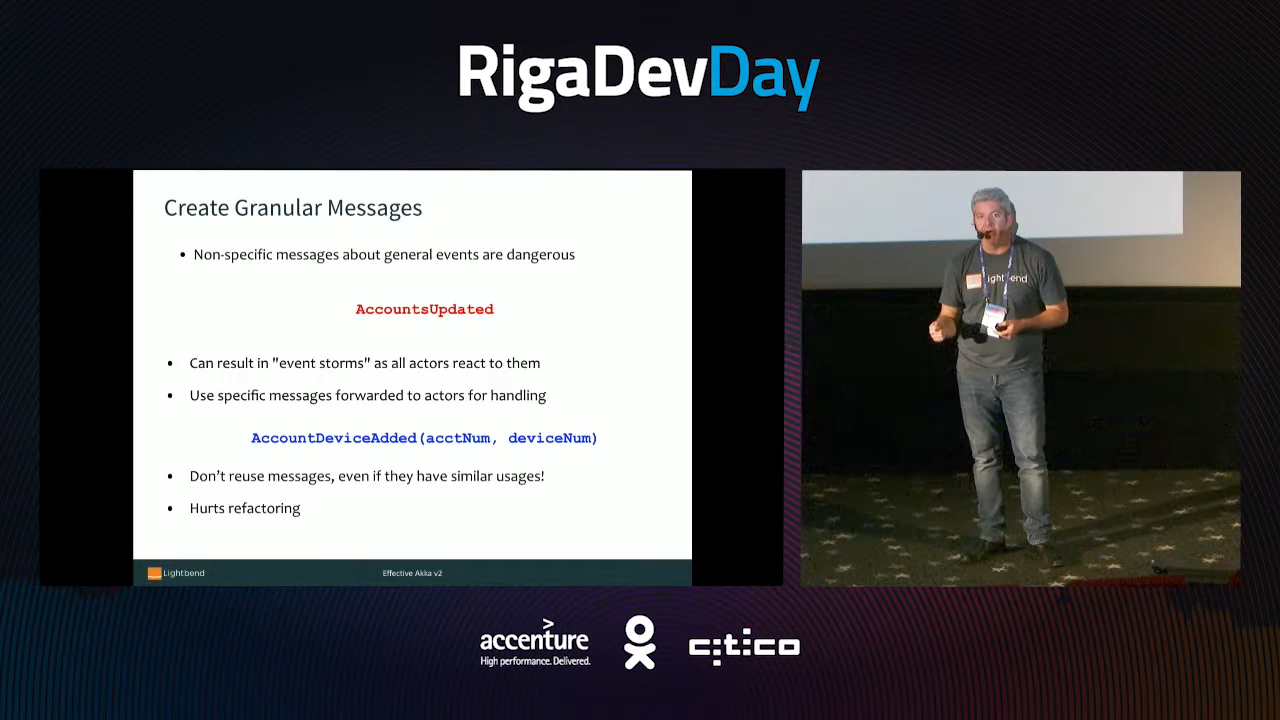 RigaDevDay
Create Granular Messages
• Non-specific messages about general events are dangerous
AccountsUpdated
• Can result in "event storms" as all actors react to them
• Use specific messages forwarded to actors for handling
AccountDeviceAdded(acctNum, deviceNum)
• Don't reuse messages, even if they have similar usages!
• Hurts refactoring
Lightbend
Effective Akka v2
Lightbend
accenture
High performance. Delivered.
citico